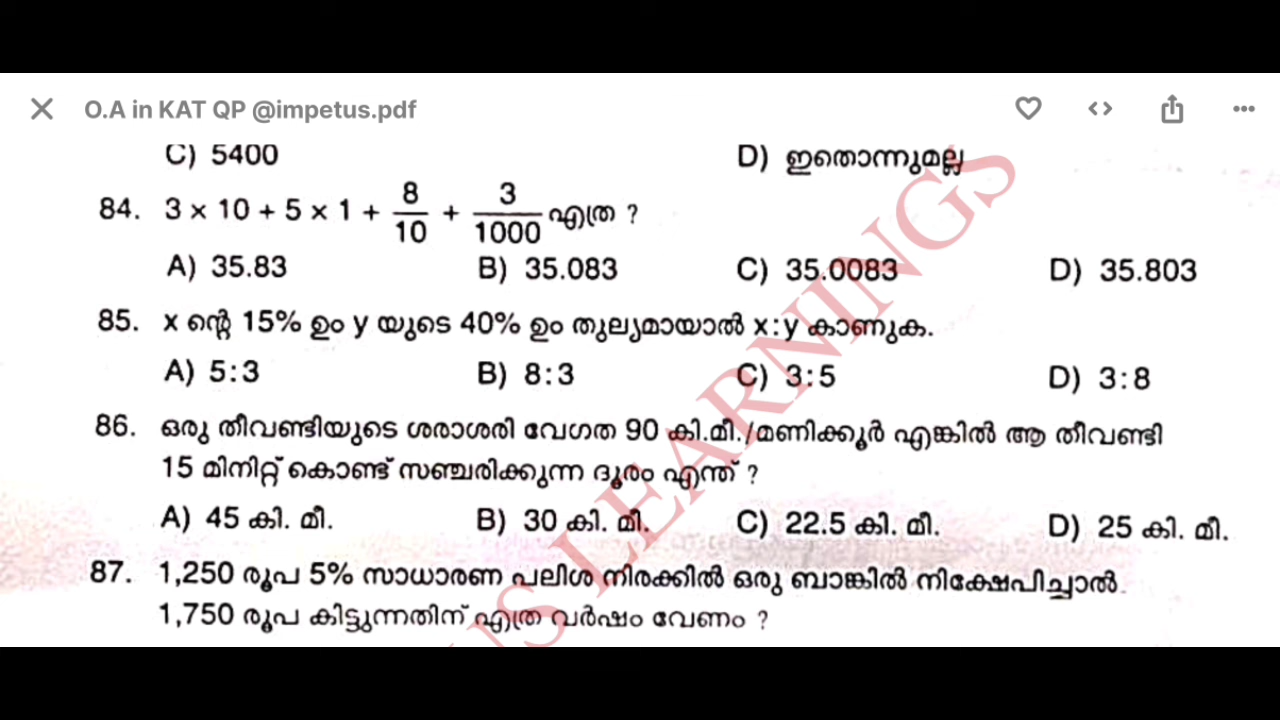 O.A in KAT QP @impetus.pdf
C) 5400 D) ഇതൊന്നുമല്ല
84. 3 × 10 + 5 × 1 + 8/10 + 3/1000 എത്ര ?
A) 35.83 B) 35.083 C) 35.0083 D) 35.803
85. x ന്റെ 15% ഉം y യുടെ 40% ഉം തുല്യമായാൽ x:y കാണുക.
A) 5:3 B) 8:3 C) 3:5 D) 3:8
86. ഒരു തീവണ്ടിയുടെ ശരാശരി വേഗത 90 കി.മീ./മണിക്കൂർ എങ്കിൽ ആ തീവണ്ടി
15 മിനിറ്റ് കൊണ്ട് സഞ്ചരിക്കുന്ന ദൂരം എന്ത് ?
A) 45 കി. മീ. B) 30 കി. മീ. C) 22.5 കി. മീ. D) 25 കി. മീ.
87. 1,250 രൂപ 5% സാധാരണ പലിശ നിരക്കിൽ ഒരു ബാങ്കിൽ നിക്ഷേപിച്ചാൽ
1,750 രൂപ കിട്ടുന്നതിന് എത്ര വർഷം വേണം ?
LEARNINGS